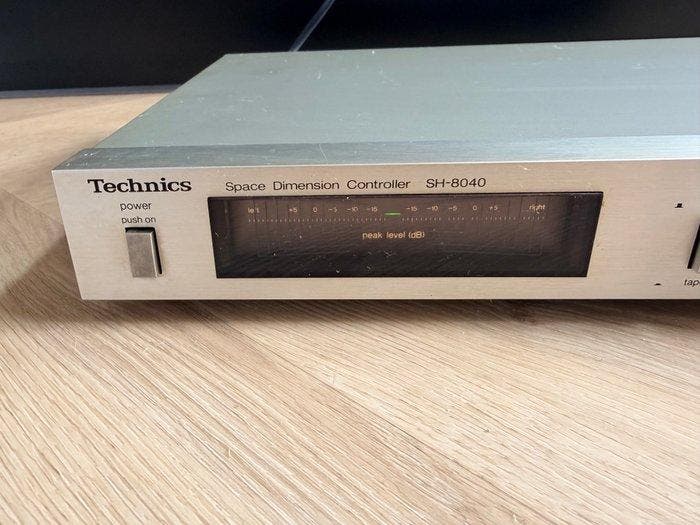 Technics
Space Dimension Controller SH-8040
power
push on
left +5 0 -5 -10 -15 -15 -10 -5 0 +5 right
peak level (dB)